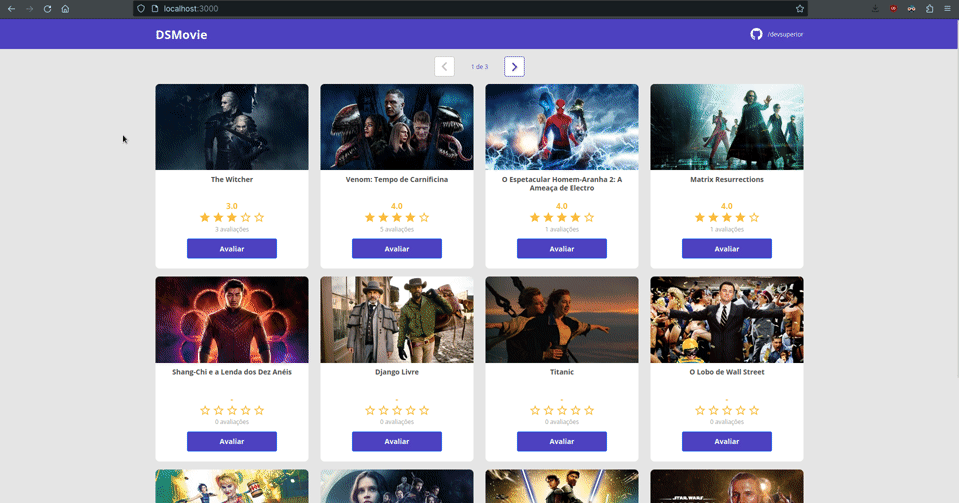 localhost:3000
DSMovie
/devsuperior
1 de 3
The Witcher
3.0
3 avaliações
Avaliar
Venom: Tempo de Carnificina
4.0
5 avaliações
Avaliar
O Espetacular Homem-Aranha 2: A
Ameaça de Electro
4.0
1 avaliações
Avaliar
Matrix Resurrections
4.0
1 avaliações
Avaliar
Shang-Chi e a Lenda dos Dez Anéis
-
0 avaliações
Avaliar
Django Livre
-
0 avaliações
Avaliar
Titanic
-
0 avaliações
Avaliar
O Lobo de Wall Street
-
0 avaliações
Avaliar
STAR WARS